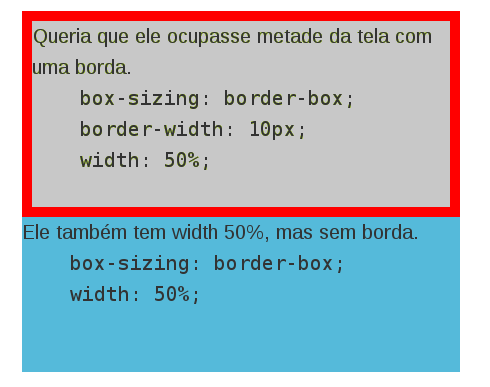 Queria que ele ocupasse metade da tela com
uma borda.
box-sizing: border-box;
border-width: 10px;
width: 50%;
Ele também tem width 50%, mas sem borda.
box-sizing: border-box;
width: 50%;